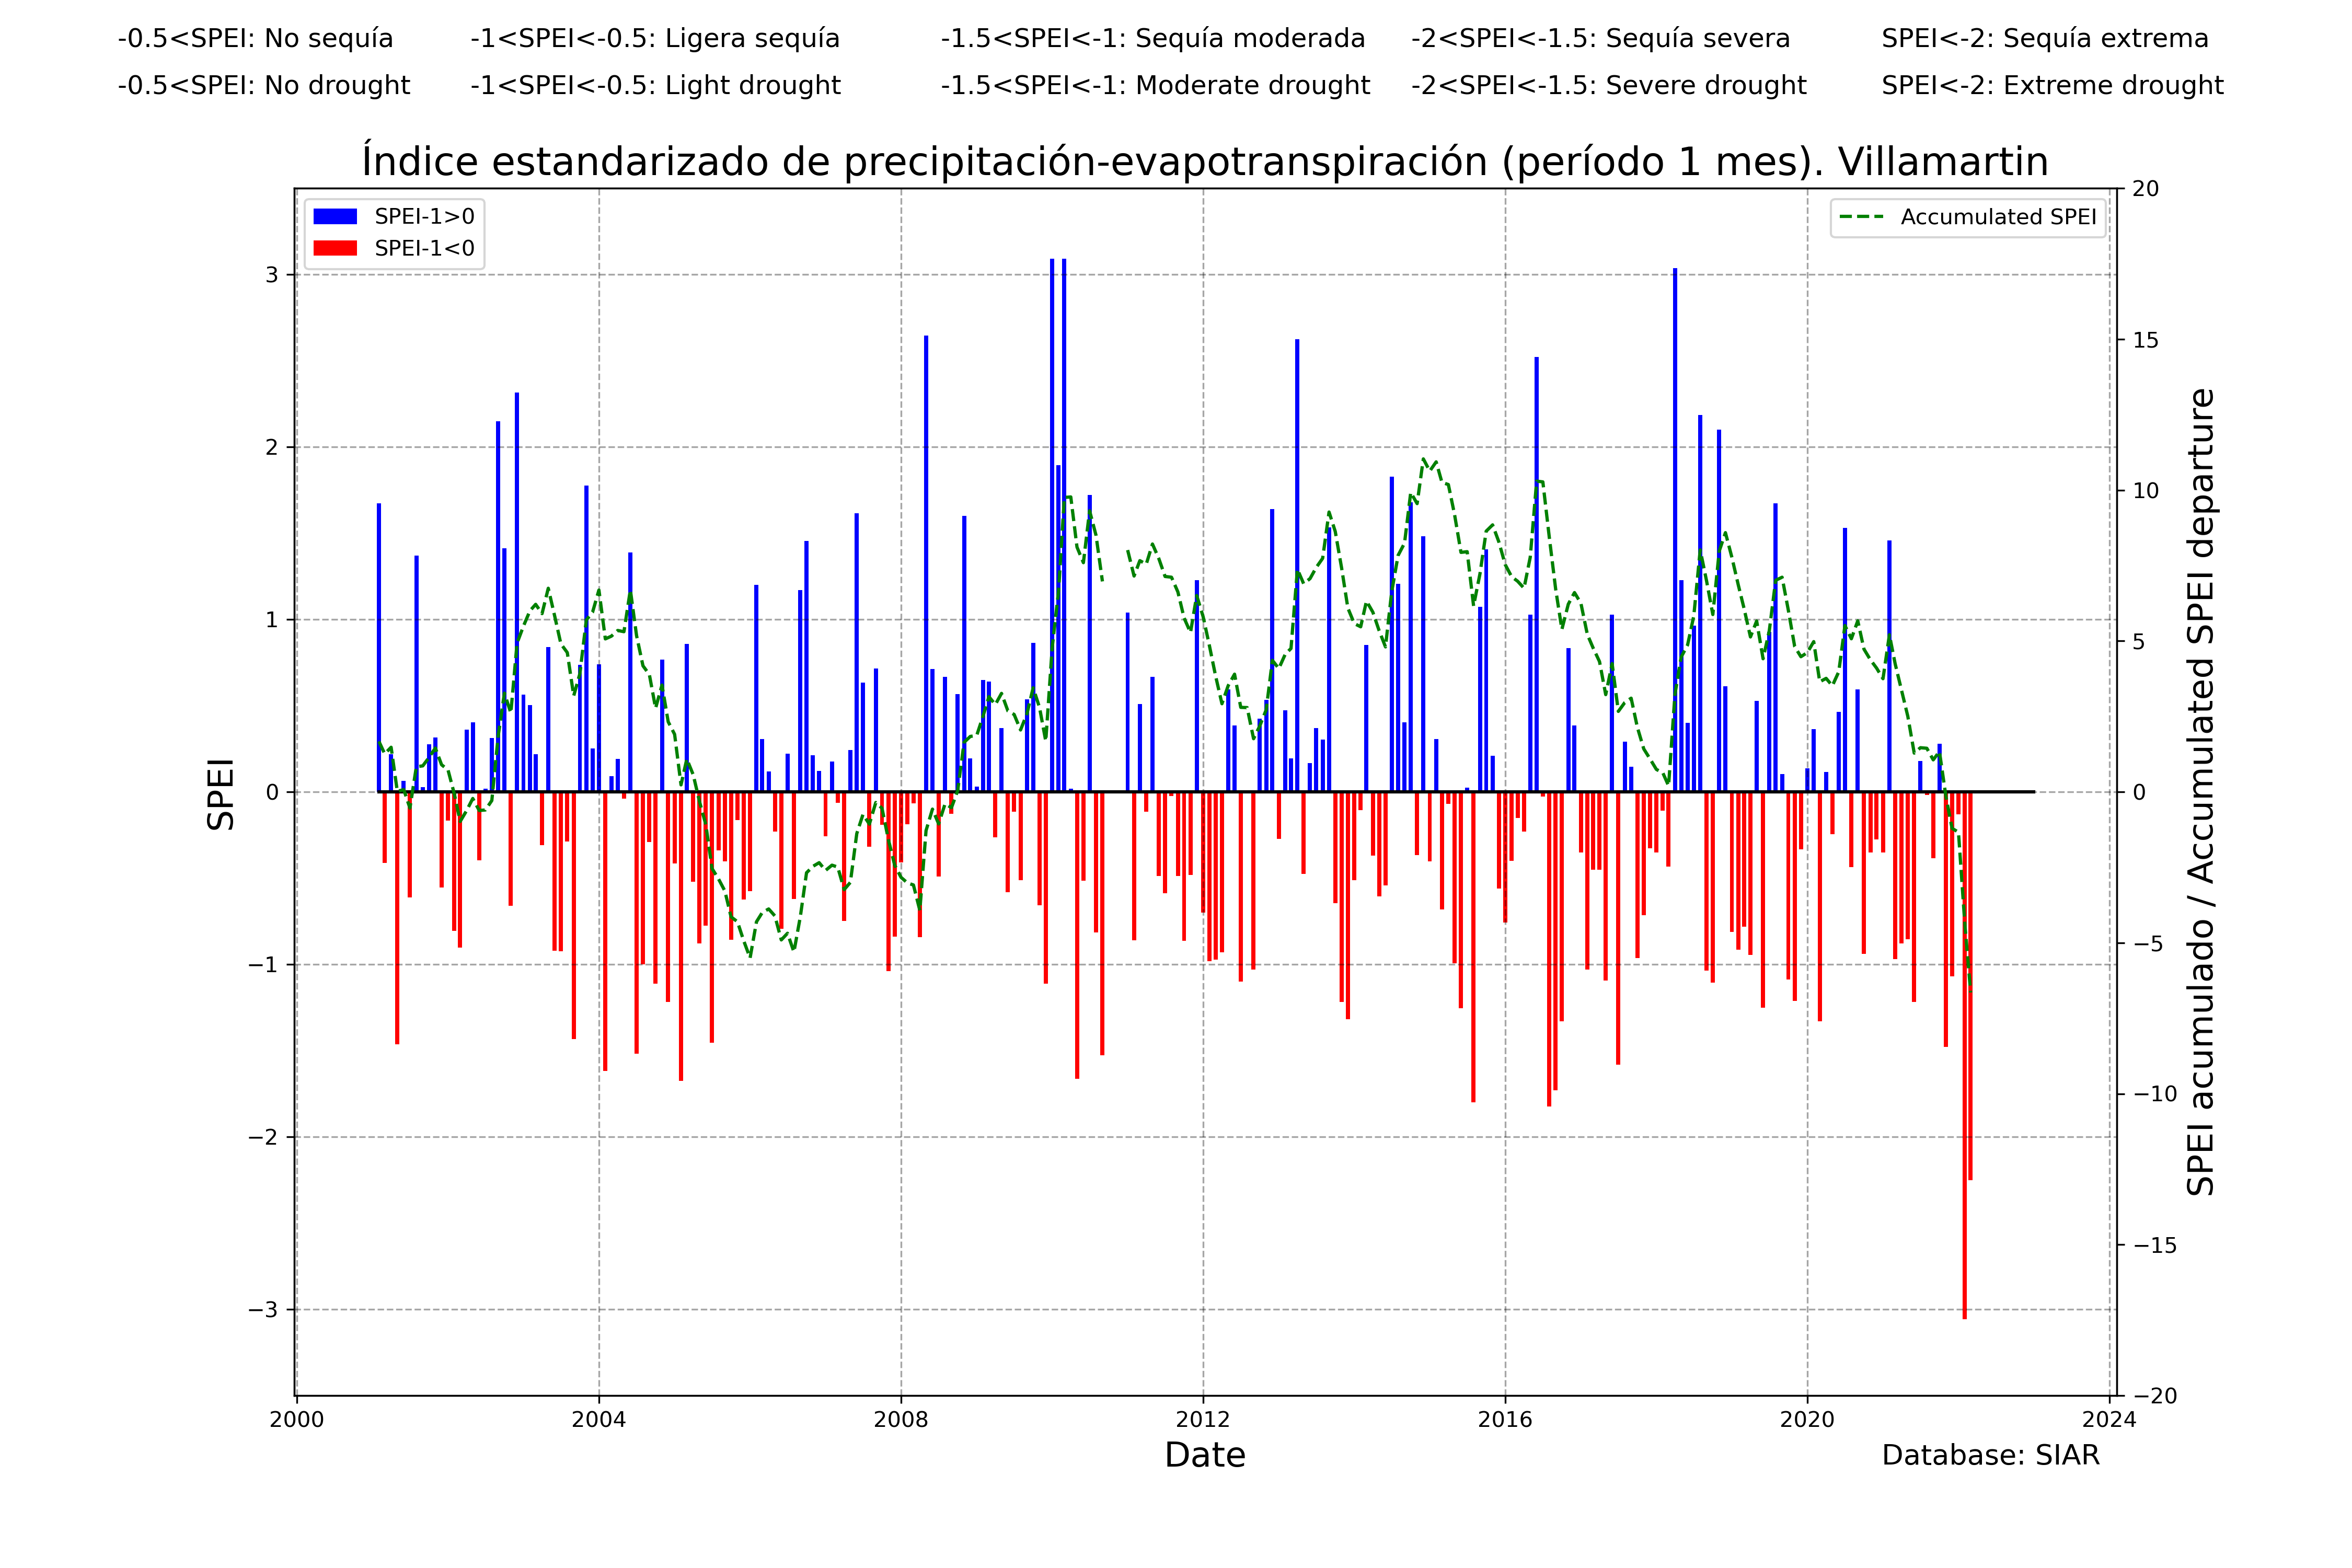 -0.5<SPEI: No sequía -1<SPEI<-0.5: Ligera sequía -1.5<SPEI<-1: Sequía moderada -2<SPEI<-1.5: Sequía severa SPEI<-2: Sequía extrema
-0.5<SPEI: No drought -1<SPEI<-0.5: Light drought -1.5<SPEI<-1: Moderate drought -2<SPEI<-1.5: Severe drought SPEI<-2: Extreme drought
Índice estandarizado de precipitación-evapotranspiración (período 1 mes). Villamartin
SPEI-1>0
SPEI-1<0
Accumulated SPEI
SPEI
3
2
1
0
−1
−2
−3
20
15
10
5
0
−5
−10
−15
−20
SPEI acumulado / Accumulated SPEI departure
2000 2004 2008 2012 2016 2020 2024
Date
Database: SIAR